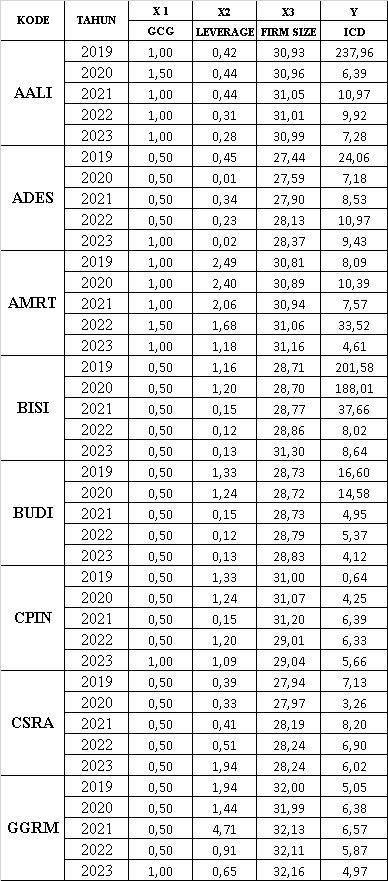 KODE TAHUN X 1 X2 X3 Y
GCG LEVERAGE FIRM SIZE ICD
AALI 2019 1,00 0,42 30,93 237,96
2020 1,50 0,44 30,96 6,39
2021 1,00 0,44 31,05 10,97
2022 1,00 0,31 31,01 9,92
2023 1,00 0,28 30,99 7,28
ADES 2019 0,50 0,45 27,44 24,06
2020 0,50 0,01 27,59 7,18
2021 0,50 0,34 27,90 8,53
2022 0,50 0,23 28,13 10,97
2023 1,00 0,02 28,37 9,43
AMRT 2019 1,00 2,49 30,81 8,09
2020 1,00 2,40 30,89 10,39
2021 1,00 2,06 30,94 7,57
2022 1,50 1,68 31,06 33,52
2023 1,00 1,18 31,16 4,61
BISI 2019 0,50 1,16 28,71 201,58
2020 0,50 1,20 28,70 188,01
2021 0,50 0,15 28,77 37,66
2022 0,50 0,12 28,86 8,02
2023 0,50 0,13 31,30 8,64
BUDI 2019 0,50 1,33 28,73 16,60
2020 0,50 1,24 28,72 14,58
2021 0,50 0,15 28,73 4,95
2022 0,50 0,12 28,79 5,37
2023 0,50 0,13 28,83 4,12
CPIN 2019 0,50 1,33 31,00 0,64
2020 0,50 1,24 31,07 4,25
2021 0,50 0,15 31,20 6,39
2022 0,50 1,20 29,01 6,33
2023 1,00 1,09 29,04 5,66
CSRA 2019 0,50 0,39 27,94 7,13
2020 0,50 0,33 27,97 3,26
2021 0,50 0,41 28,19 8,20
2022 0,50 0,51 28,24 6,90
2023 0,50 1,94 28,24 6,02
GGRM 2019 0,50 1,94 32,00 5,05
2020 0,50 1,44 31,99 6,38
2021 0,50 4,71 32,13 6,57
2022 0,50 0,91 32,11 5,87
2023 1,00 0,65 32,16 4,97